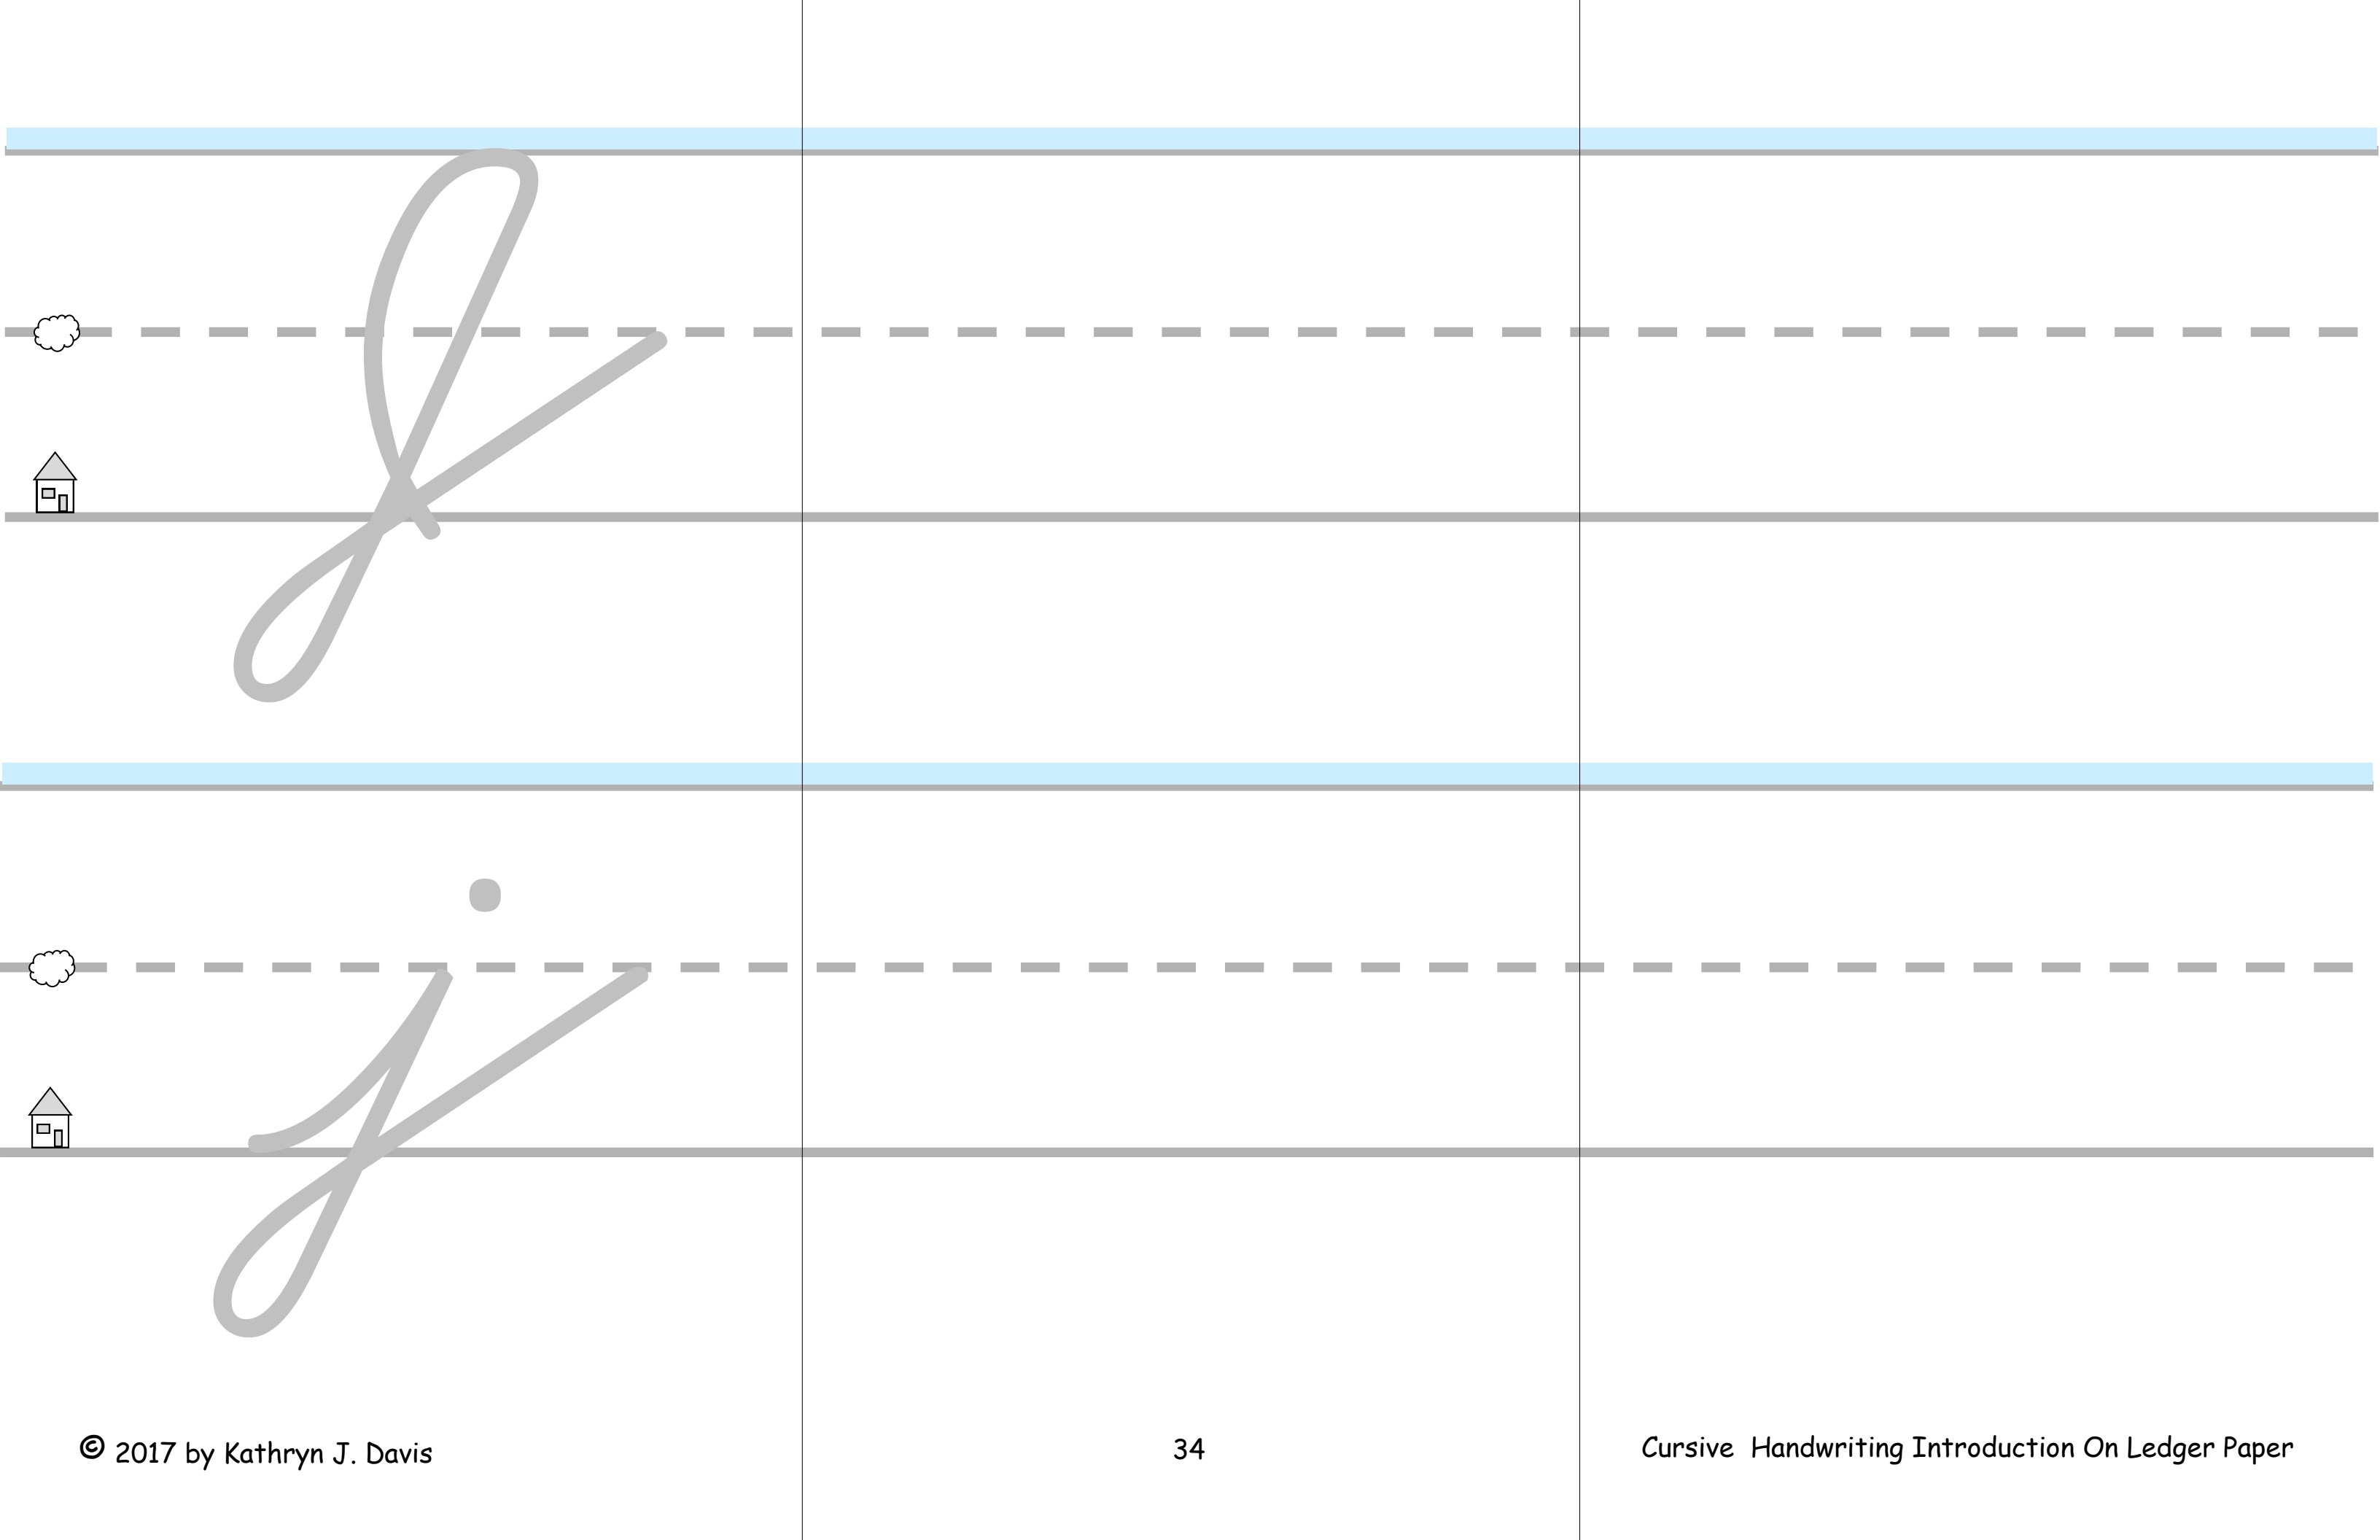 J
j
© 2017 by Kathryn J. Davis
34
Cursive Handwriting Introduction On Ledger Paper